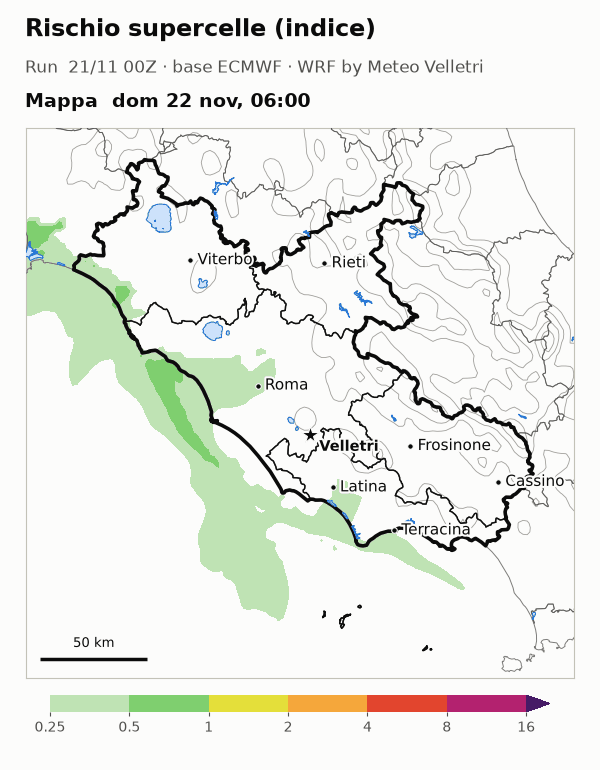 Rischio supercelle (indice)
Run  21/11 00Z · base ECMWF · WRF by Meteo Velletri
Mappa  dom 22 nov, 06:00
Viterbo
Rieti
Roma
Velletri
Frosinone
Cassino
Latina
Terracina
50 km
0.25 0.5 1 2 4 8 16